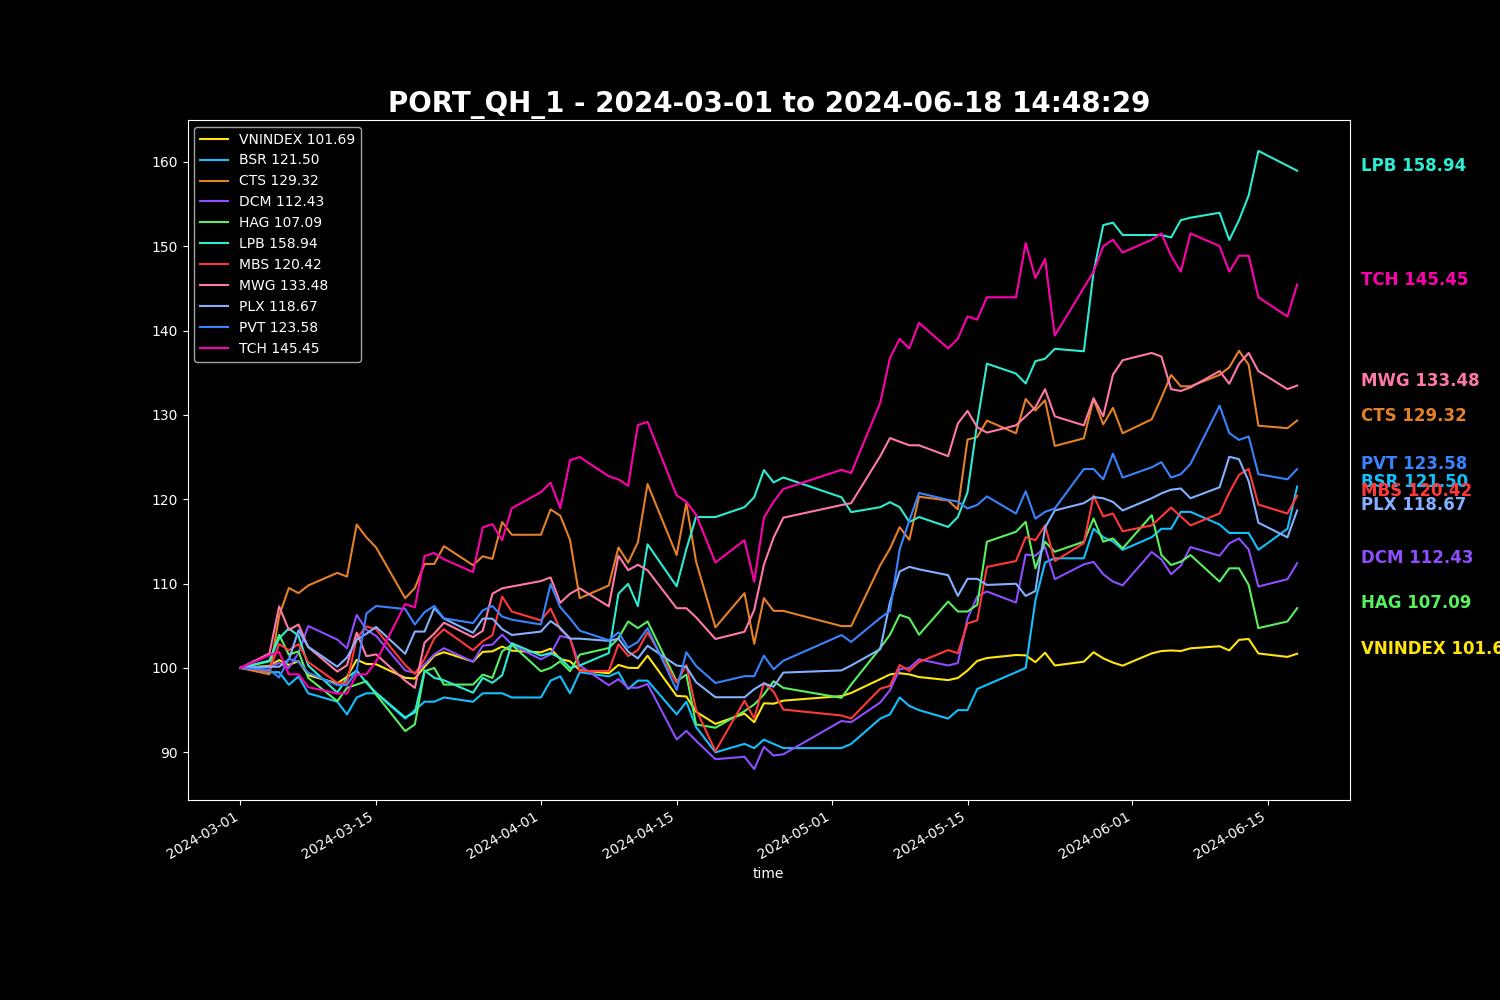 PORT_QH_1 - 2024-03-01 to 2024-06-18 14:48:29
VNINDEX 101.69
BSR 121.50
CTS 129.32
DCM 112.43
HAG 107.09
LPB 158.94
MBS 120.42
MWG 133.48
PLX 118.67
PVT 123.58
TCH 145.45
160
150
140
130
120
110
100
90
LPB 158.94
TCH 145.45
MWG 133.48
CTS 129.32
PVT 123.58
BSR 121.50
MBS 120.42
PLX 118.67
DCM 112.43
HAG 107.09
VNINDEX 101.6
2024-03-01
2024-03-15
2024-04-01
2024-04-15
2024-05-01
2024-05-15
2024-06-01
2024-06-15
time